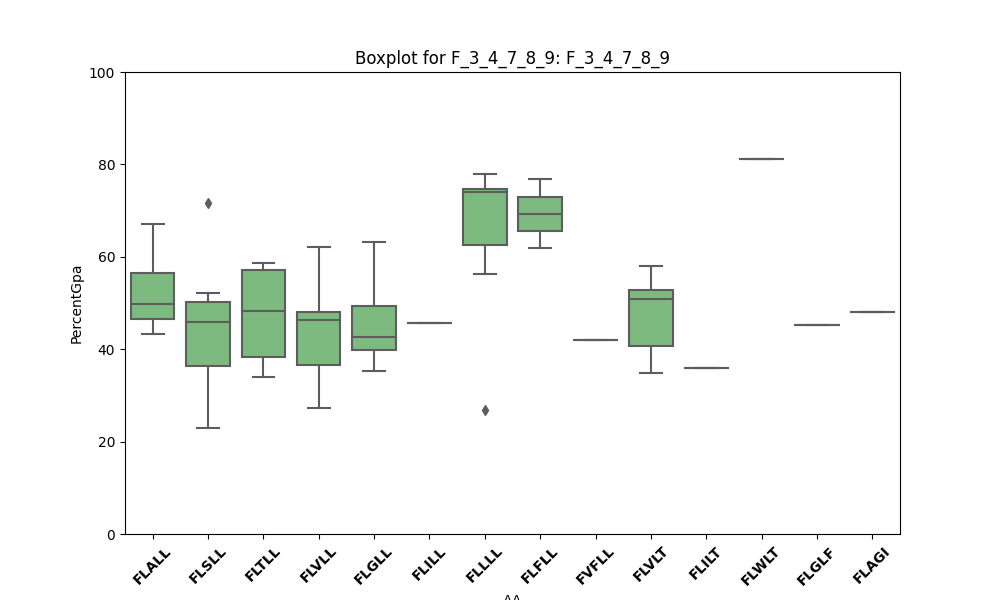 Boxplot for F_3_4_7_8_9: F_3_4_7_8_9
100
80
60
40
20
0
PercentGpa
FLALL FLSLL FLTLL FLVLL FLGLL FLILL FLLLL FLFLL FVFLL FLVLT FLILT FLWLT FLGLF FLAGI
AA